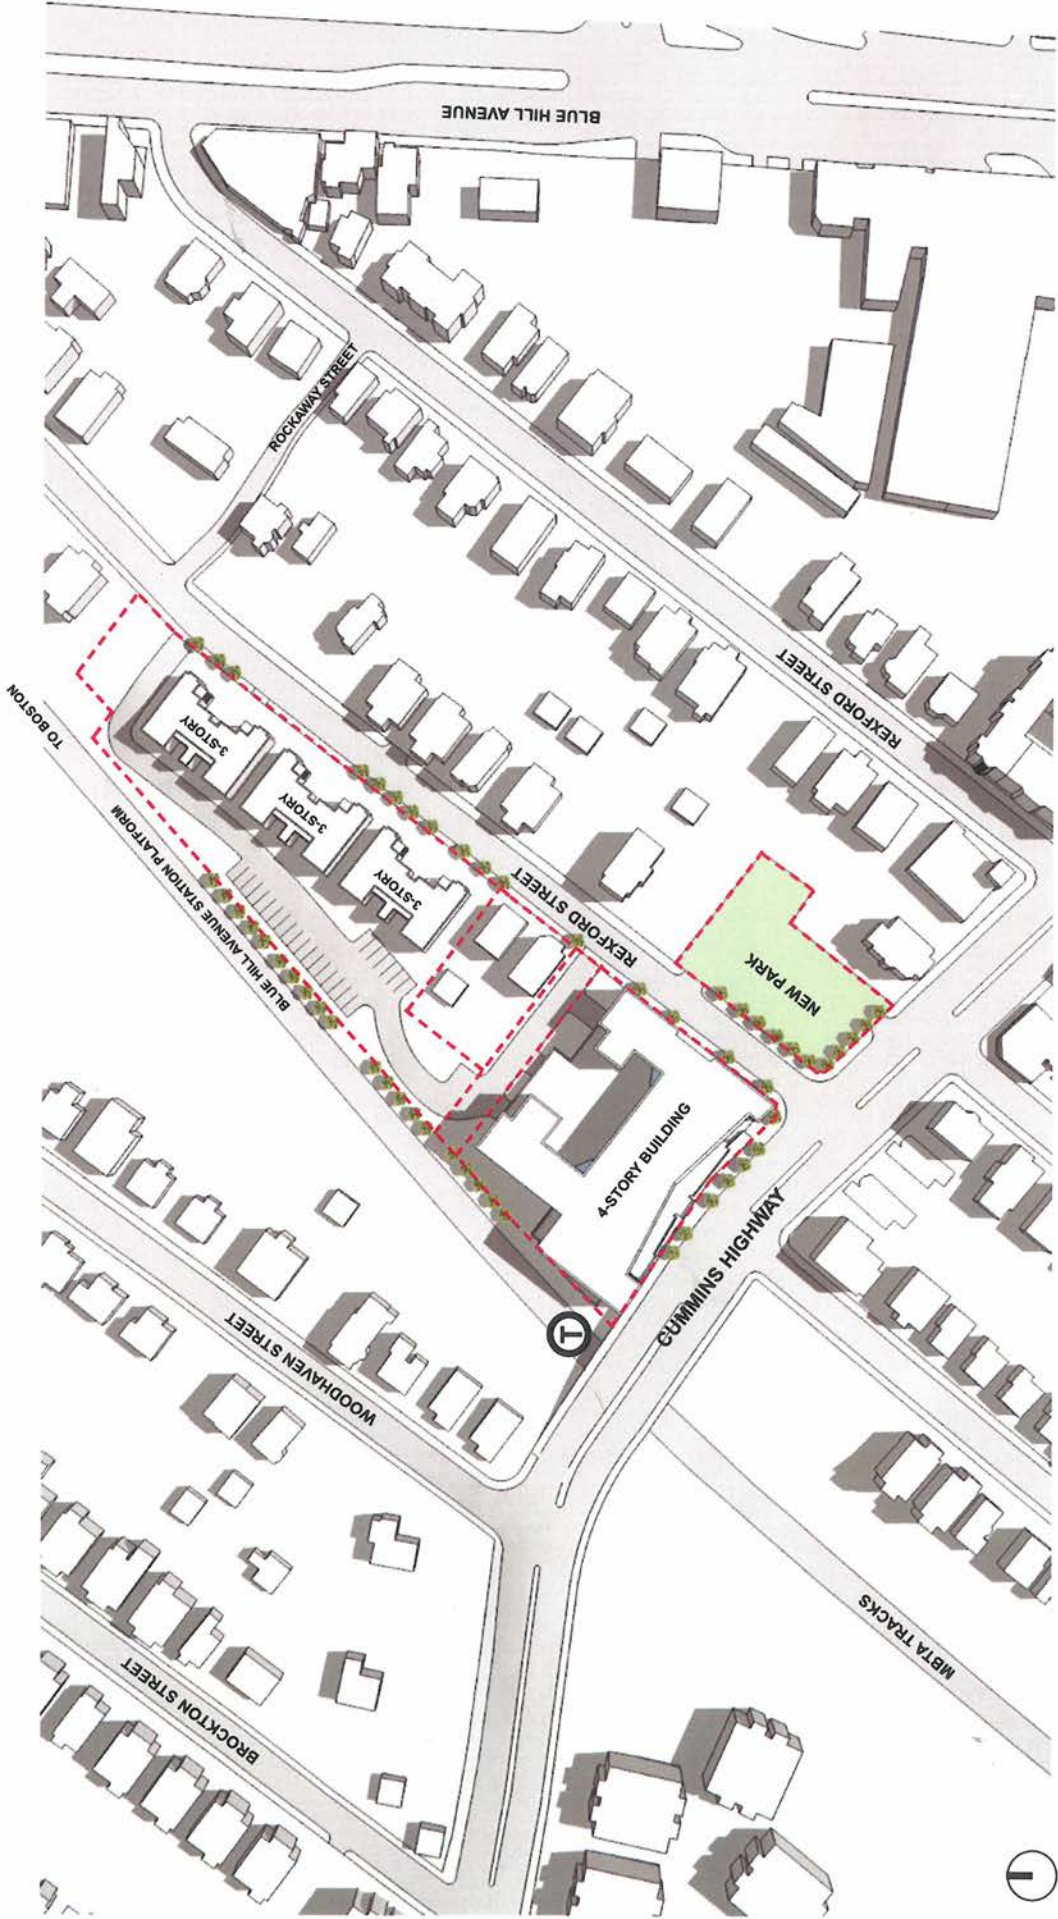 BLUE HILL AVENUE
ROCKAWAY STREET
TO BOSTON
BLUE HILL AVENUE STATION PLATFORM
3-STORY
3-STORY
3-STORY
REXFORD STREET
REXFORD STREET
NEW PARK
4-STORY BUILDING
CUMMINS HIGHWAY
T
WOODHAVEN STREET
BROCKTON STREET
MBTA TRACKS